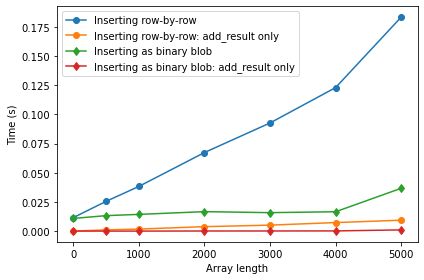 Inserting row-by-row
Inserting row-by-row: add_result only
Inserting as binary blob
Inserting as binary blob: add_result only
Time (s)
0.175
0.150
0.125
0.100
0.075
0.050
0.025
0.000
0 1000 2000 3000 4000 5000
Array length